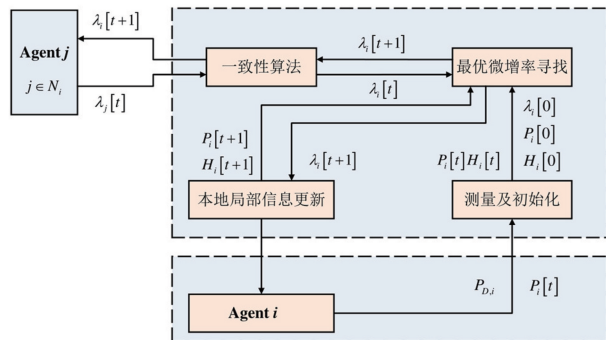 λ_i[t+1]
Agent j
j ∈ N_i
λ_j[t]
一致性算法
λ_i[t+1]
λ_i[t]
最优微增率寻找
P_i[t+1]
H_i[t+1]
λ_i[t+1]
λ_i[0]
P_i[0]
P_i[t]H_i[t]
H_i[0]
本地局部信息更新
测量及初始化
P_{D,i}
P_i[t]
Agent i